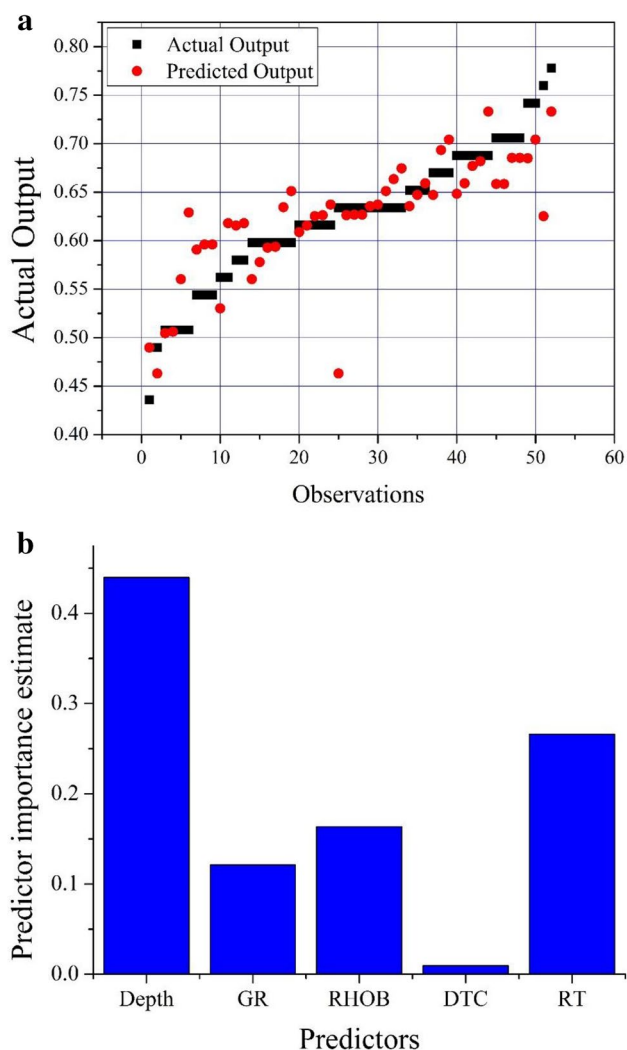 a
Actual Output
Predicted Output
0.80
0.75
0.70
0.65
0.60
0.55
0.50
0.45
0.40
Actual Output
0 10 20 30 40 50 60
Observations
b
0.4
0.3
0.2
0.1
0.0
Predictor importance estimate
Depth GR RHOB DTC RT
Predictors